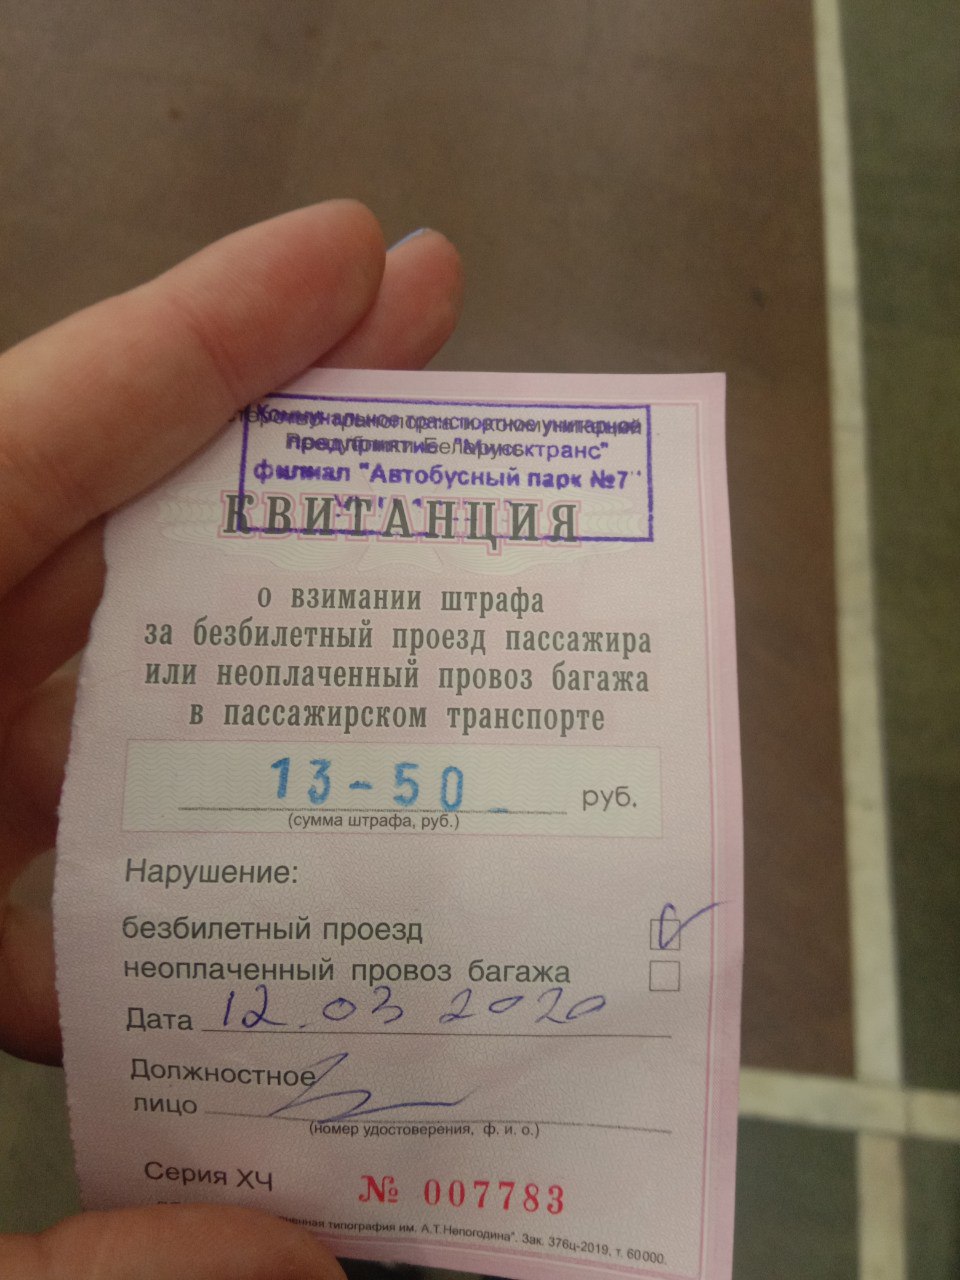 Коммунальное транспортное унитарное
предприятие "Минсктранс"
филиал "Автобусный парк №7"
КВИТАНЦИЯ
о взимании штрафа
за безбилетный проезд пассажира
или неоплаченный провоз багажа
в пассажирском транспорте
13-50 руб.
(сумма штрафа, руб.)
Нарушение:
безбилетный проезд
неоплаченный провоз багажа
Дата 12.03 2020
Должностное
лицо
(номер удостоверения, ф. и. о.)
Серия ХЧ № 007783
типография им. А.Т.Непогодина". Зак. 376ц-2019, т. 60000.